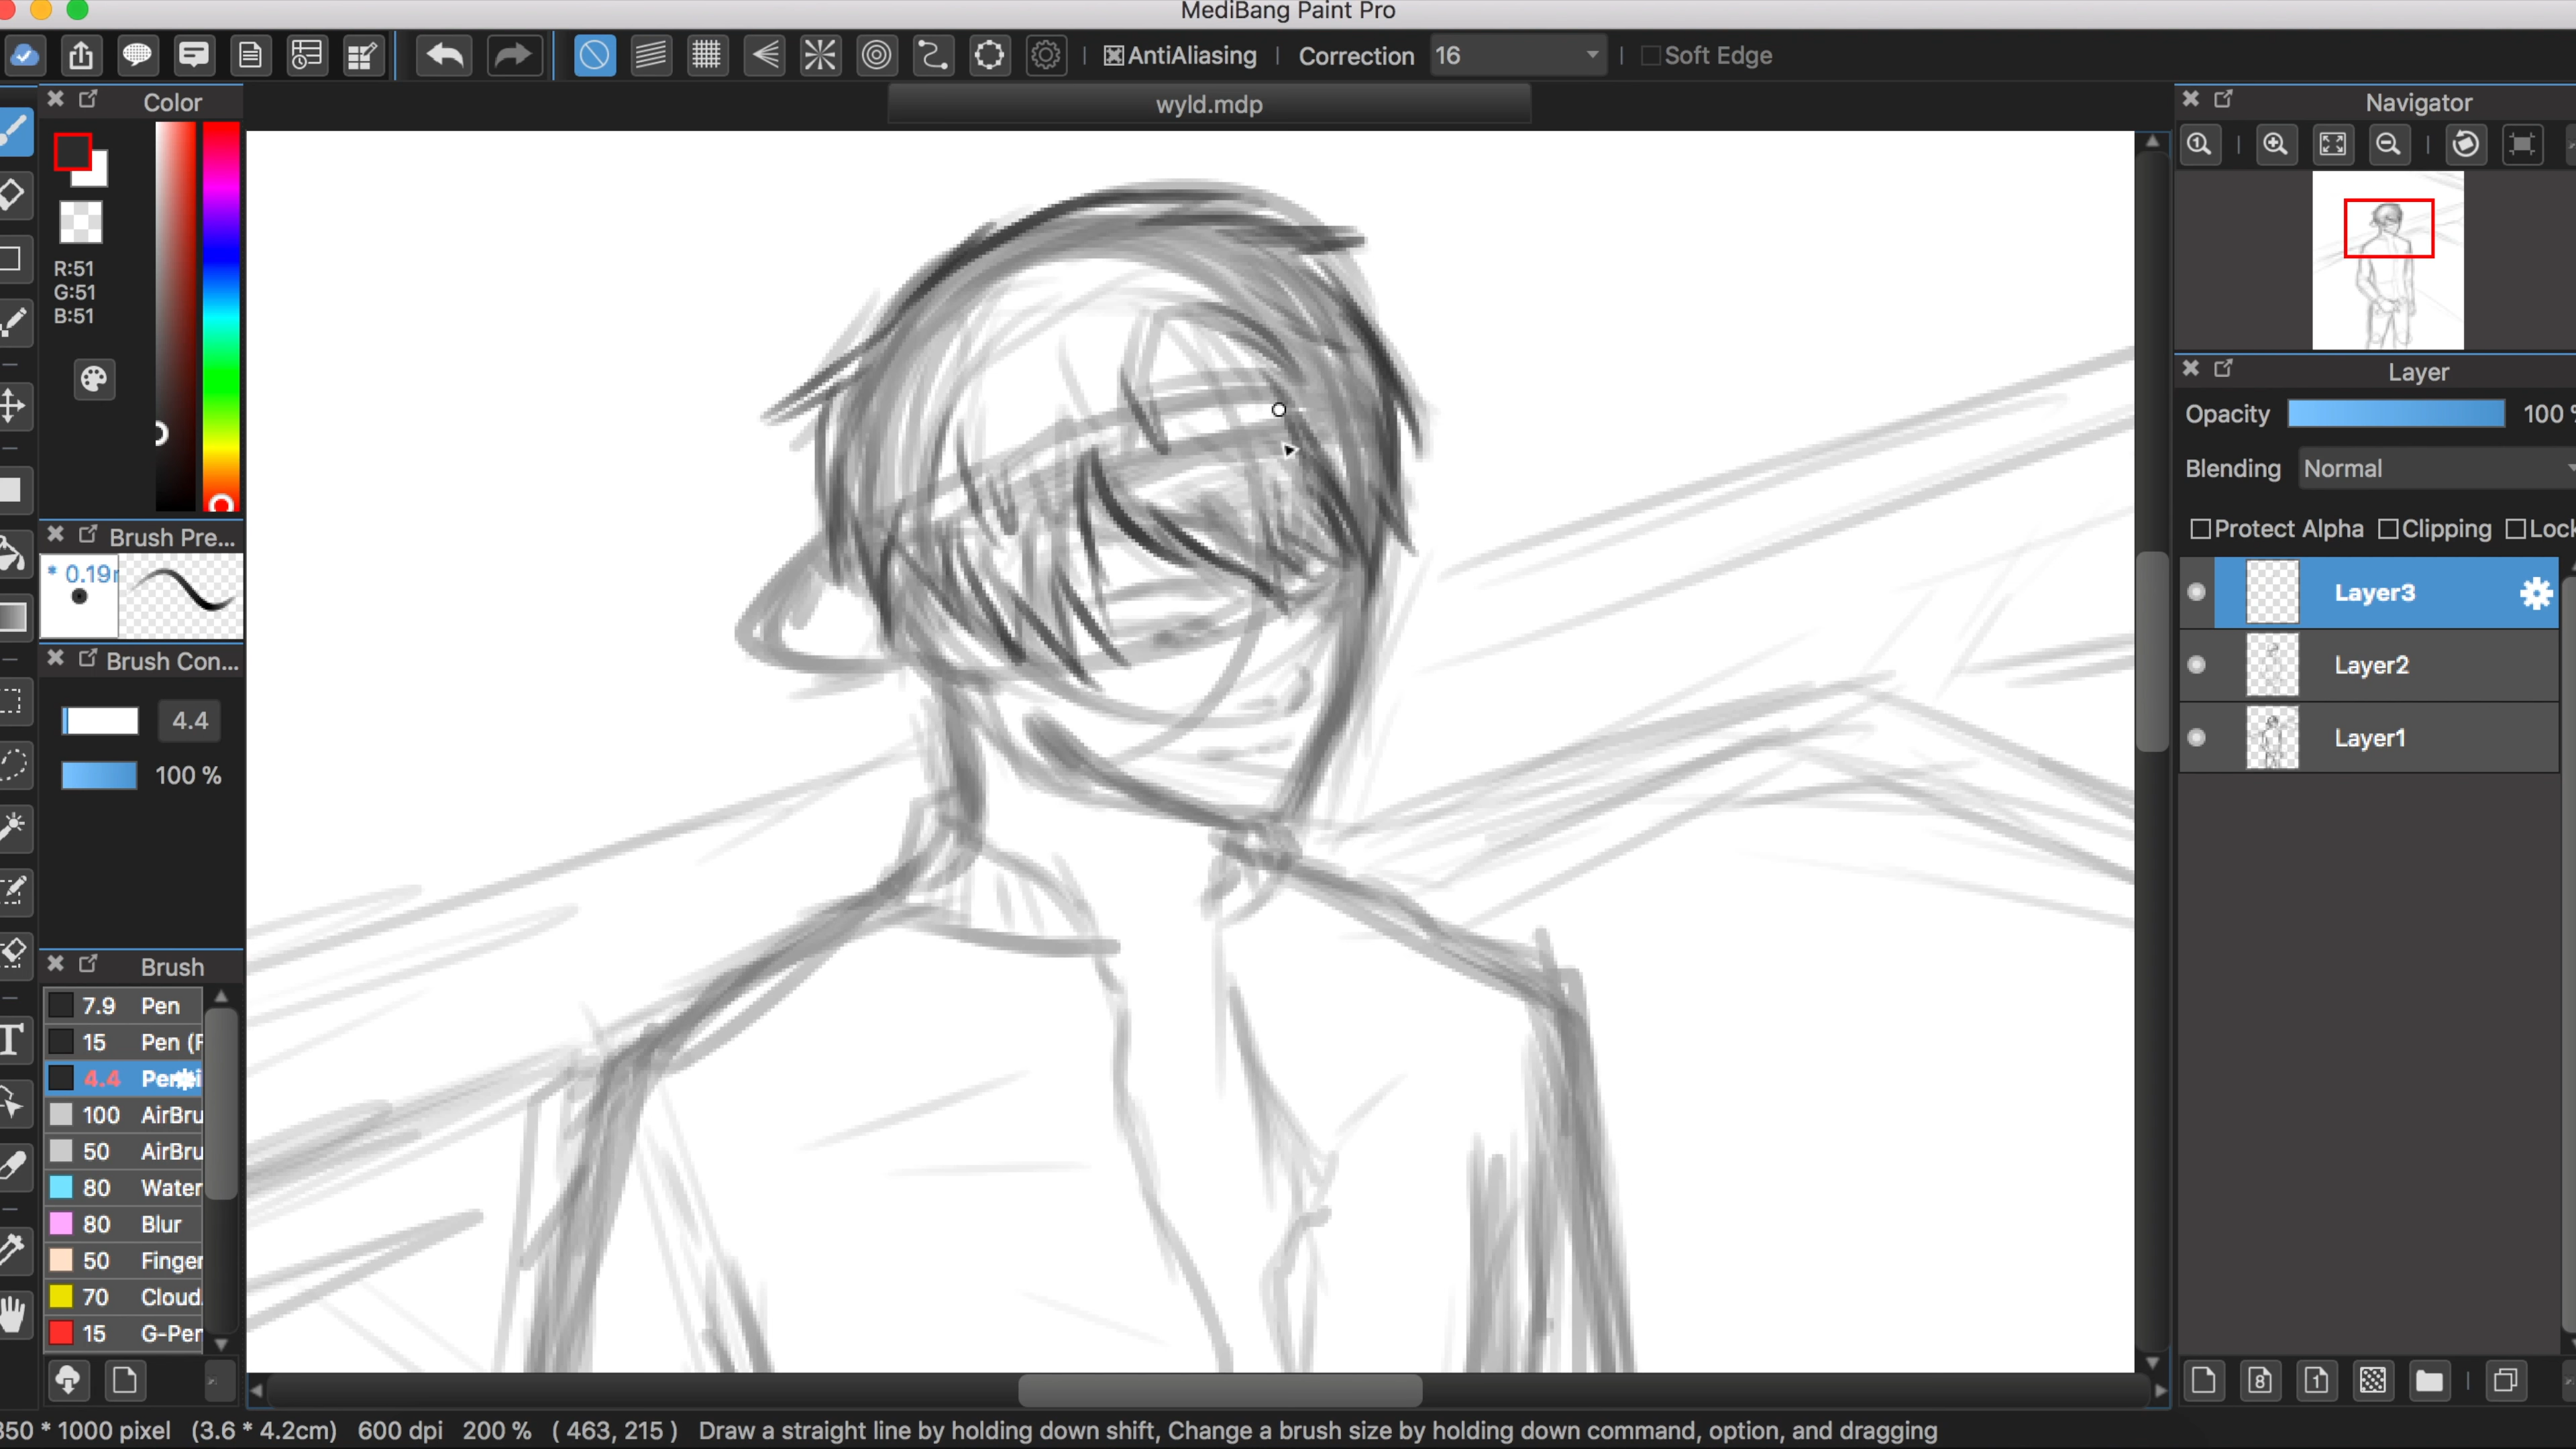 MediBang Paint Pro
AntiAliasing
Correction 16
Soft Edge
wyld.mdp
Color
R:51
G:51
B:51
Brush Pre...
* 0.19
Brush Con...
4.4
100 %
Brush
7.9 Pen
15 Pen (F
4.4
100 AirBru
50 AirBru
80 Water
80 Blur
50 Finger
70 Cloud
15 G-Pen
Navigator
Layer
Opacity 100 %
Blending Normal
Protect Alpha Clipping Lock
Layer3
Layer2
Layer1
850 * 1000 pixel (3.6 * 4.2cm) 600 dpi 200 % ( 463, 215 ) Draw a straight line by holding down shift, Change a brush size by holding down command, option, and dragging